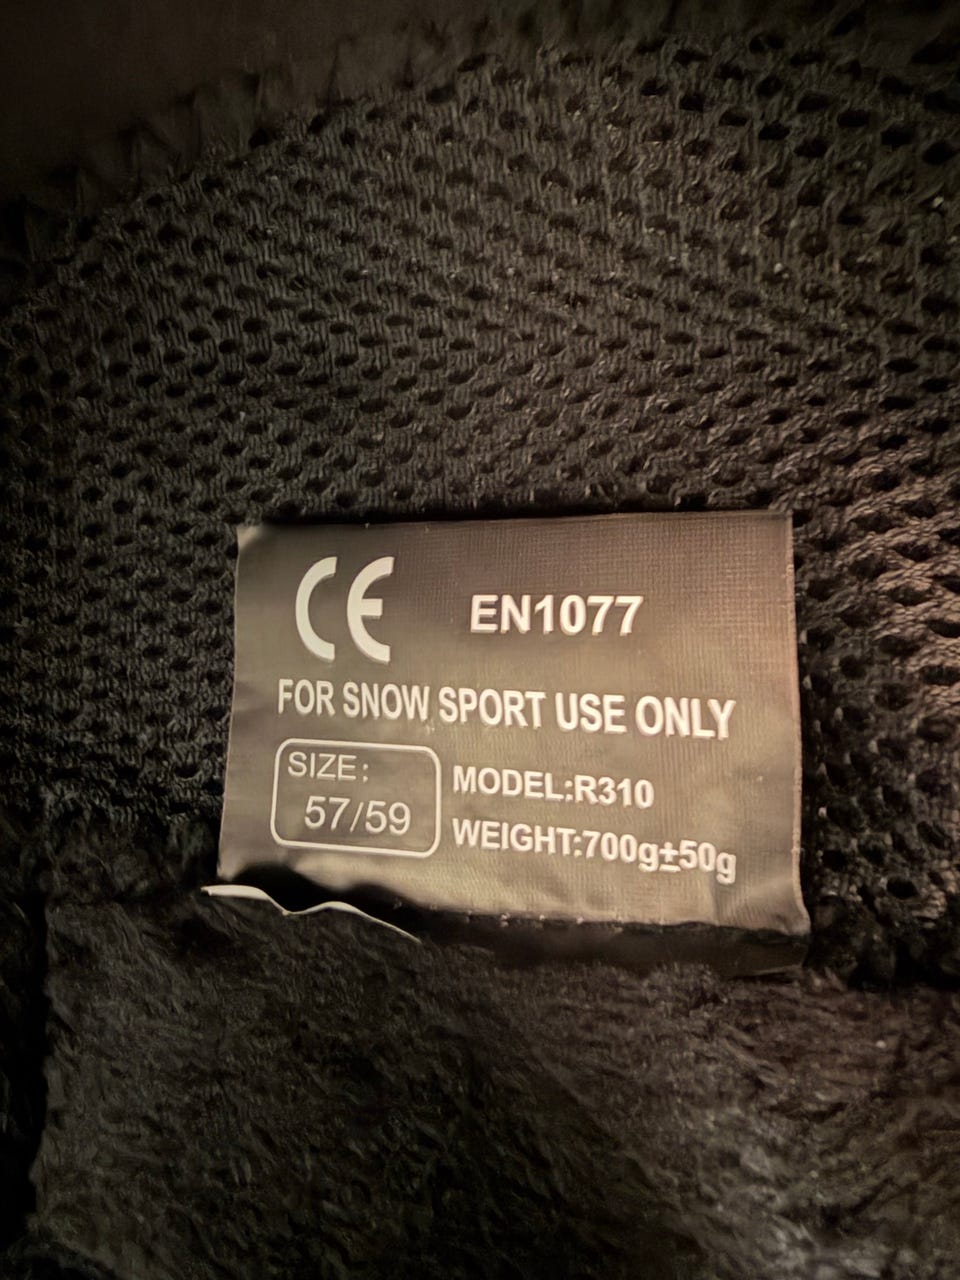 CE EN1077
FOR SNOW SPORT USE ONLY
SIZE:
57/59
MODEL:R310
WEIGHT:700g±50g